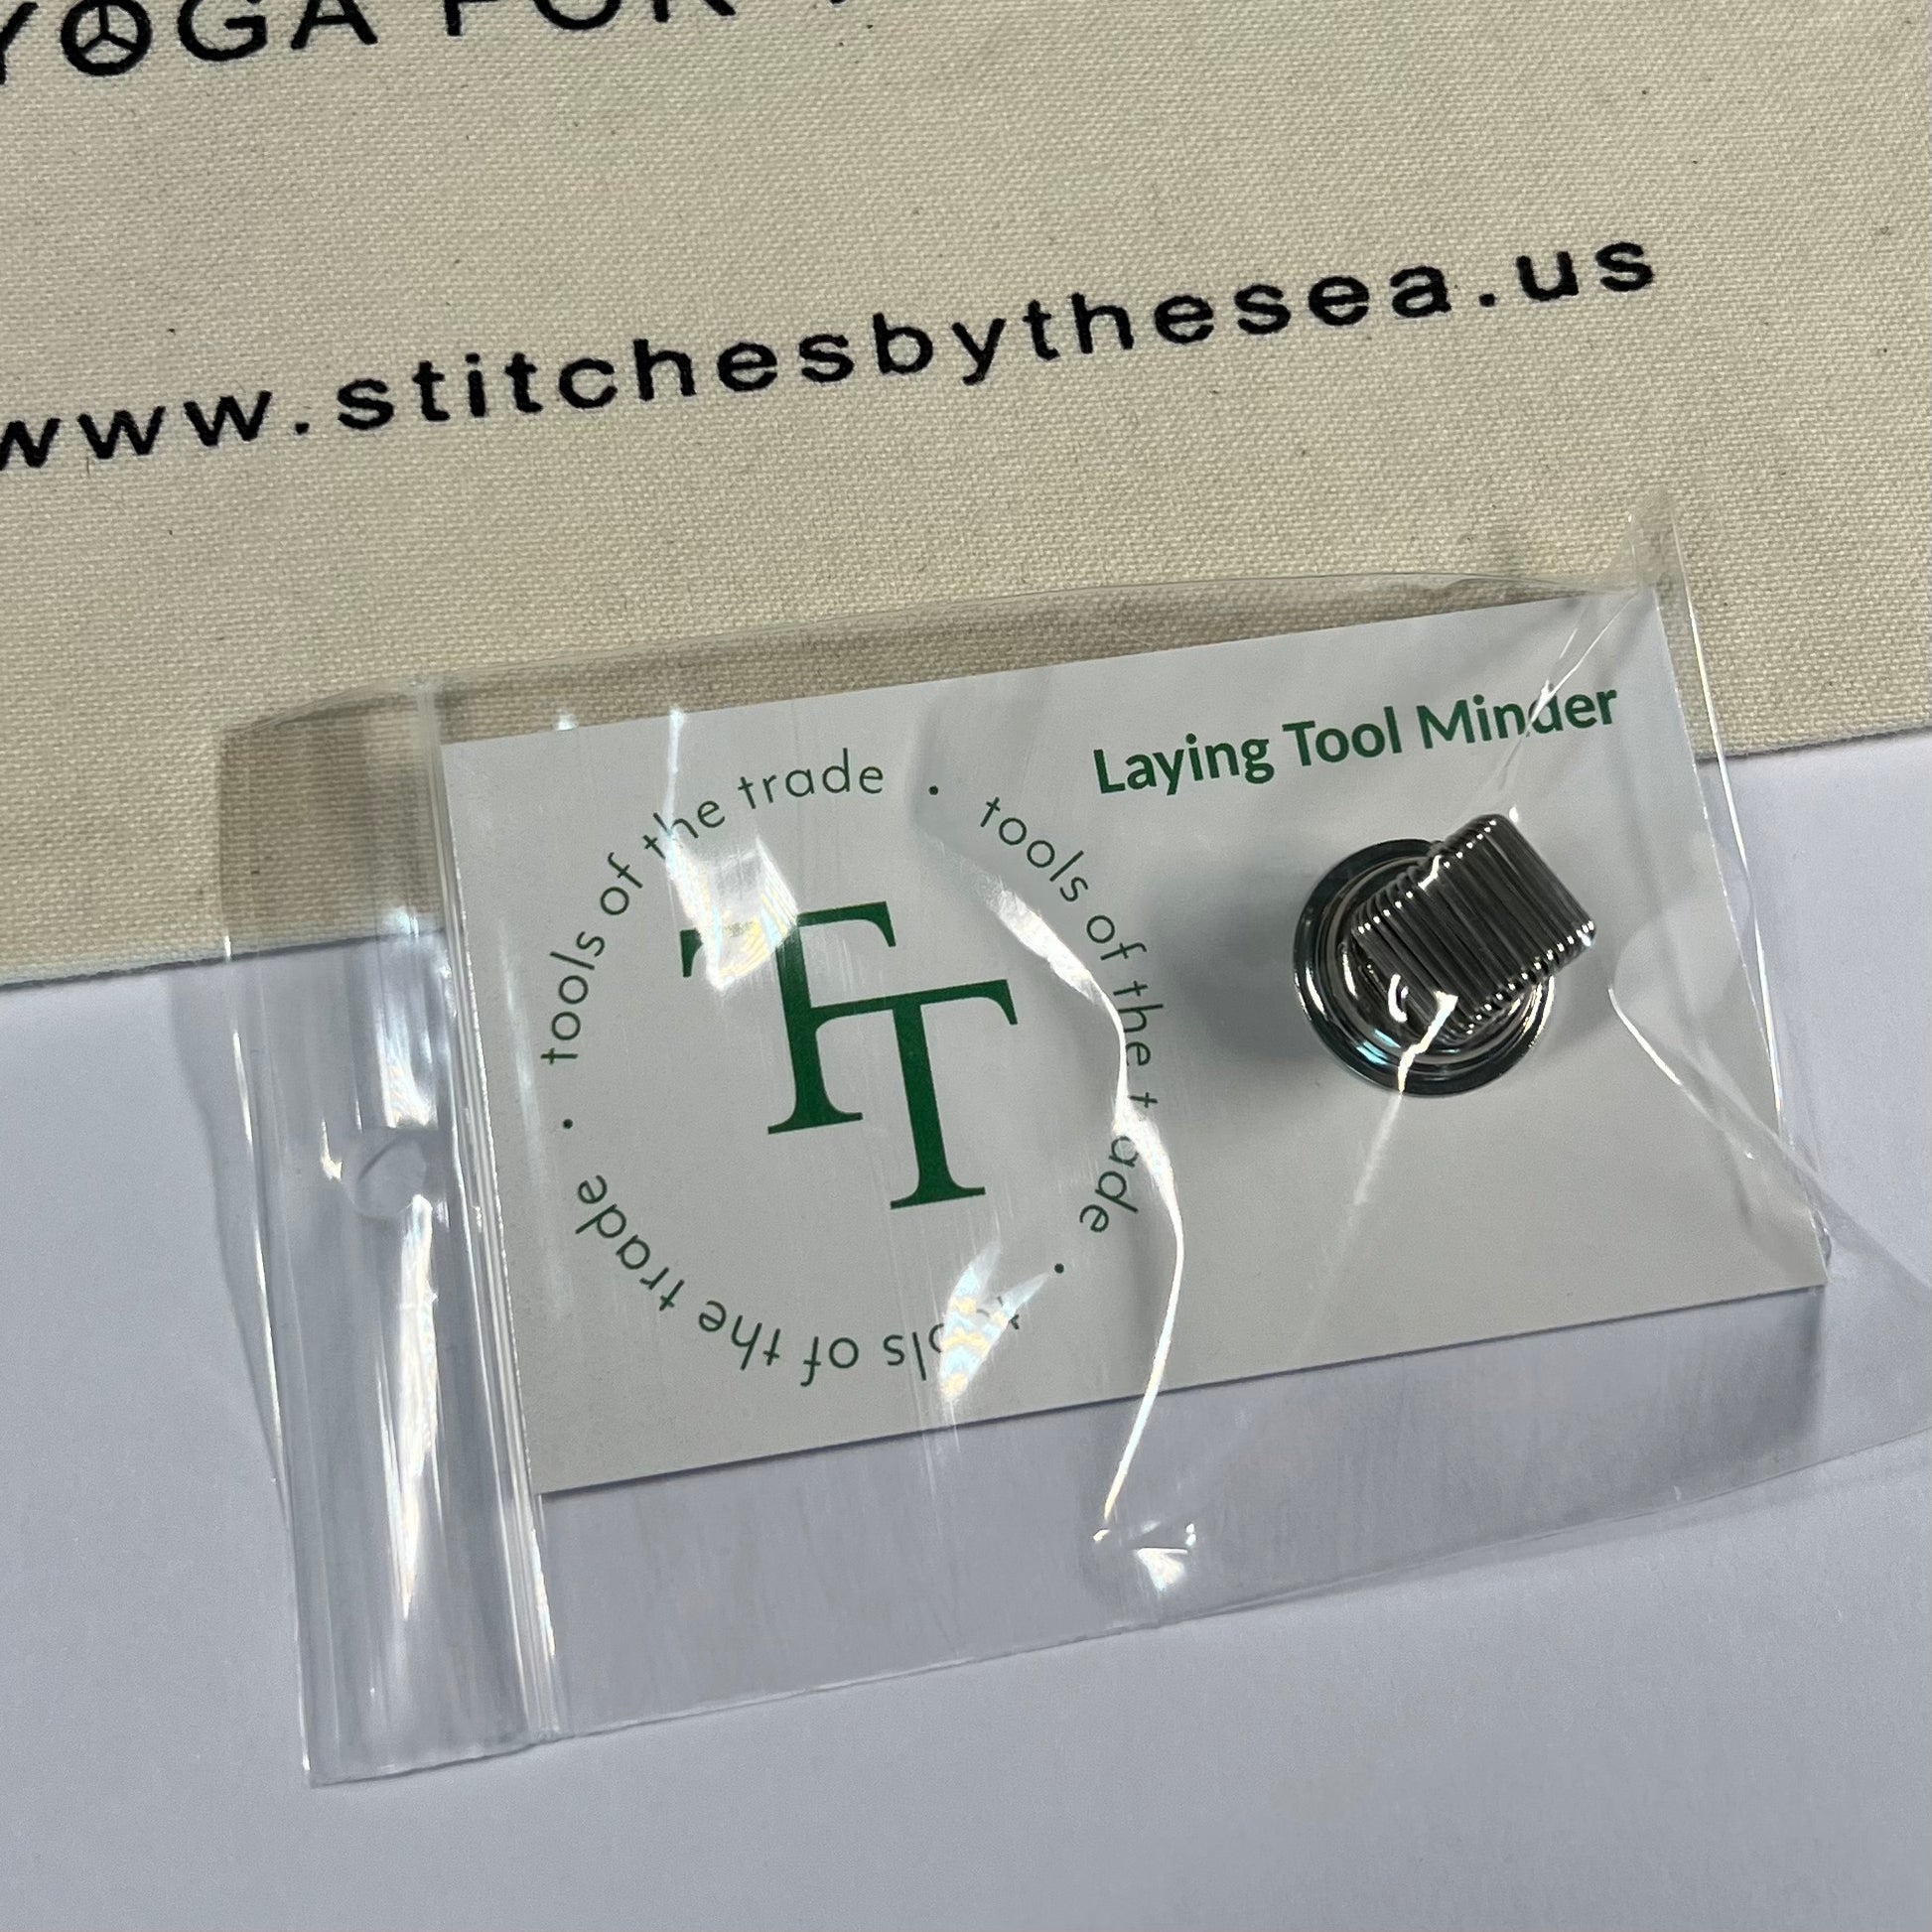 YOGA FOR
www.stitchesbythesea.us
Laying Tool Minder
tools of the trade • tools of the trade • tools of the trade •
TT